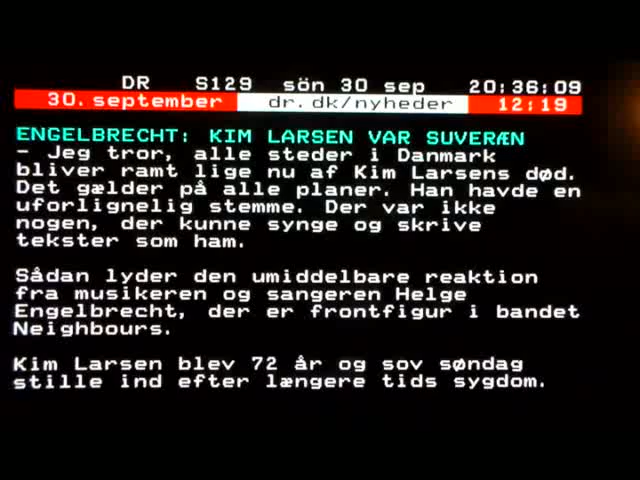 DR S129 sön 30 sep 20:36:09
30. september dr.dk/nyheder 12:19
ENGELBRECHT: KIM LARSEN VAR SUVERÆN
- Jeg tror, alle steder i Danmark
bliver ramt lige nu af Kim Larsens død.
Det gælder på alle planer. Han havde en
uforlignelig stemme. Der var ikke
nogen, der kunne synge og skrive
tekster som ham.
Sådan lyder den umiddelbare reaktion
fra musikeren og sangeren Helge
Engelbrecht, der er frontfigur i bandet
Neighbours.
Kim Larsen blev 72 år og sov søndag
stille ind efter længere tids sygdom.